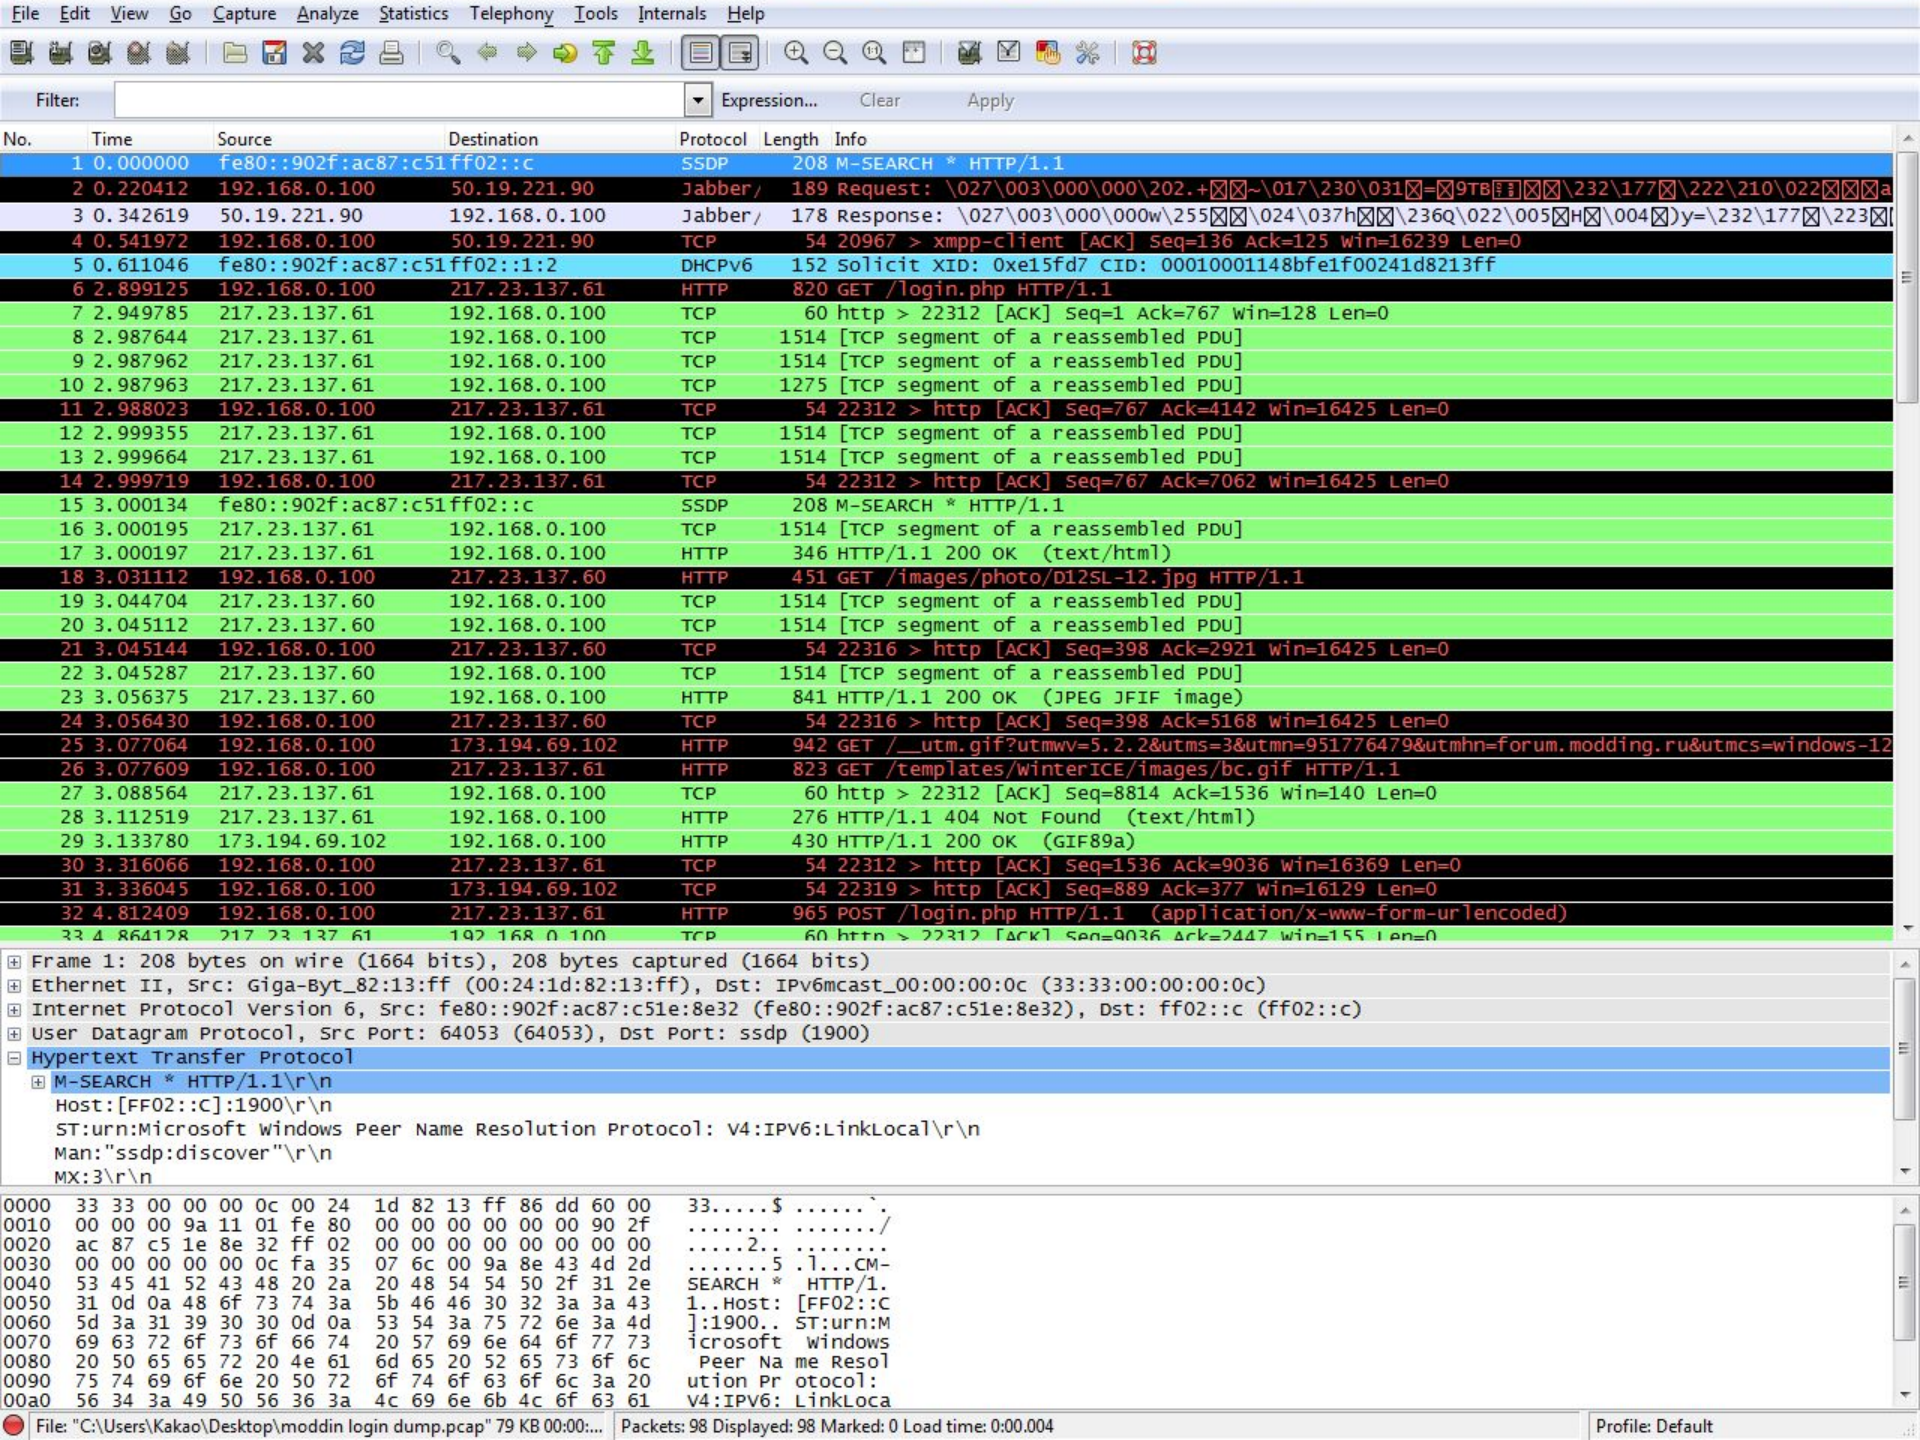 File Edit View Go Capture Analyze Statistics Telephony Tools Internals Help
Filter: Expression... Clear Apply
No. Time Source Destination Protocol Length Info
1 0.000000 fe80::902f:ac87:c51 ff02::c SSDP 208 M-SEARCH * HTTP/1.1
2 0.220412 192.168.0.100 50.19.221.90 Jabber/ 189 Request: \027\003\000\000\202.+~\017\230\031=9TB\232\177\222\210\022
3 0.342619 50.19.221.90 192.168.0.100 Jabber/ 178 Response: \027\003\000\000w\255\024\037h\236Q\022\005H\004)y=\232\177\223
4 0.541972 192.168.0.100 50.19.221.90 TCP 54 20967 > xmpp-client [ACK] Seq=136 Ack=125 Win=16239 Len=0
5 0.611046 fe80::902f:ac87:c51 ff02::1:2 DHCPv6 152 Solicit XID: 0xe15fd7 CID: 00010001148bfe1f00241d8213ff
6 2.899125 192.168.0.100 217.23.137.61 HTTP 820 GET /login.php HTTP/1.1
7 2.949785 217.23.137.61 192.168.0.100 TCP 60 http > 22312 [ACK] Seq=1 Ack=767 Win=128 Len=0
8 2.987644 217.23.137.61 192.168.0.100 TCP 1514 [TCP segment of a reassembled PDU]
9 2.987962 217.23.137.61 192.168.0.100 TCP 1514 [TCP segment of a reassembled PDU]
10 2.987963 217.23.137.61 192.168.0.100 TCP 1275 [TCP segment of a reassembled PDU]
11 2.988023 192.168.0.100 217.23.137.61 TCP 54 22312 > http [ACK] Seq=767 Ack=4142 Win=16425 Len=0
12 2.999355 217.23.137.61 192.168.0.100 TCP 1514 [TCP segment of a reassembled PDU]
13 2.999664 217.23.137.61 192.168.0.100 TCP 1514 [TCP segment of a reassembled PDU]
14 2.999719 192.168.0.100 217.23.137.61 TCP 54 22312 > http [ACK] Seq=767 Ack=7062 Win=16425 Len=0
15 3.000134 fe80::902f:ac87:c51 ff02::c SSDP 208 M-SEARCH * HTTP/1.1
16 3.000195 217.23.137.61 192.168.0.100 TCP 1514 [TCP segment of a reassembled PDU]
17 3.000197 217.23.137.61 192.168.0.100 HTTP 346 HTTP/1.1 200 OK (text/html)
18 3.031112 192.168.0.100 217.23.137.60 HTTP 451 GET /images/photo/D12SL-12.jpg HTTP/1.1
19 3.044704 217.23.137.60 192.168.0.100 TCP 1514 [TCP segment of a reassembled PDU]
20 3.045112 217.23.137.60 192.168.0.100 TCP 1514 [TCP segment of a reassembled PDU]
21 3.045144 192.168.0.100 217.23.137.60 TCP 54 22316 > http [ACK] Seq=398 Ack=2921 Win=16425 Len=0
22 3.045287 217.23.137.60 192.168.0.100 TCP 1514 [TCP segment of a reassembled PDU]
23 3.056375 217.23.137.60 192.168.0.100 HTTP 841 HTTP/1.1 200 OK (JPEG JFIF image)
24 3.056430 192.168.0.100 217.23.137.60 TCP 54 22316 > http [ACK] Seq=398 Ack=5168 Win=16425 Len=0
25 3.077064 192.168.0.100 173.194.69.102 HTTP 942 GET /__utm.gif?utmwv=5.2.2&utms=3&utmn=951776479&utmhn=forum.modding.ru&utmcs=windows-12
26 3.077609 192.168.0.100 217.23.137.61 HTTP 823 GET /templates/WinterICE/images/bc.gif HTTP/1.1
27 3.088564 217.23.137.61 192.168.0.100 TCP 60 http > 22312 [ACK] Seq=8814 Ack=1536 Win=140 Len=0
28 3.112519 217.23.137.61 192.168.0.100 HTTP 276 HTTP/1.1 404 Not Found (text/html)
29 3.133780 173.194.69.102 192.168.0.100 HTTP 430 HTTP/1.1 200 OK (GIF89a)
30 3.316066 192.168.0.100 217.23.137.61 TCP 54 22312 > http [ACK] Seq=1536 Ack=9036 Win=16369 Len=0
31 3.336045 192.168.0.100 173.194.69.102 TCP 54 22319 > http [ACK] Seq=889 Ack=377 Win=16129 Len=0
32 4.812409 192.168.0.100 217.23.137.61 HTTP 965 POST /login.php HTTP/1.1 (application/x-www-form-urlencoded)
33 4.864128 217.23.137.61 192.168.0.100 TCP 60 http > 22312 [ACK] Seq=9036 Ack=2447 Win=155 Len=0
Frame 1: 208 bytes on wire (1664 bits), 208 bytes captured (1664 bits)
Ethernet II, Src: Giga-Byt_82:13:ff (00:24:1d:82:13:ff), Dst: IPv6mcast_00:00:00:0c (33:33:00:00:00:0c)
Internet Protocol Version 6, Src: fe80::902f:ac87:c51e:8e32 (fe80::902f:ac87:c51e:8e32), Dst: ff02::c (ff02::c)
User Datagram Protocol, Src Port: 64053 (64053), Dst Port: ssdp (1900)
Hypertext Transfer Protocol
M-SEARCH * HTTP/1.1\r\n
Host:[FF02::C]:1900\r\n
ST:urn:Microsoft Windows Peer Name Resolution Protocol: V4:IPV6:LinkLocal\r\n
Man:"ssdp:discover"\r\n
MX:3\r\n
0000 33 33 00 00 00 0c 00 24 1d 82 13 ff 86 dd 60 00 33.....$ ......`.
0010 00 00 00 9a 11 01 fe 80 00 00 00 00 00 00 90 2f ........ ......./
0020 ac 87 c5 1e 8e 32 ff 02 00 00 00 00 00 00 00 00 .....2.. ........
0030 00 00 00 00 00 0c fa 35 07 6c 00 9a 8e 43 4d 2d .......5 .l...CM-
0040 53 45 41 52 43 48 20 2a 20 48 54 54 50 2f 31 2e SEARCH * HTTP/1.
0050 31 0d 0a 48 6f 73 74 3a 5b 46 46 30 32 3a 3a 43 1..Host: [FF02::C
0060 5d 3a 31 39 30 30 0d 0a 53 54 3a 75 72 6e 3a 4d ]:1900.. ST:urn:M
0070 69 63 72 6f 73 6f 66 74 20 57 69 6e 64 6f 77 73 icrosoft Windows
0080 20 50 65 65 72 20 4e 61 6d 65 20 52 65 73 6f 6c Peer Na me Resol
0090 75 74 69 6f 6e 20 50 72 6f 74 6f 63 6f 6c 3a 20 ution Pr otocol:
00a0 56 34 3a 49 50 56 36 3a 4c 69 6e 6b 4c 6f 63 61 V4:IPV6: LinkLoca
File: "C:\Users\Kakao\Desktop\moddin login dump.pcap" 79 KB 00:00:... Packets: 98 Displayed: 98 Marked: 0 Load time: 0:00.004 Profile: Default